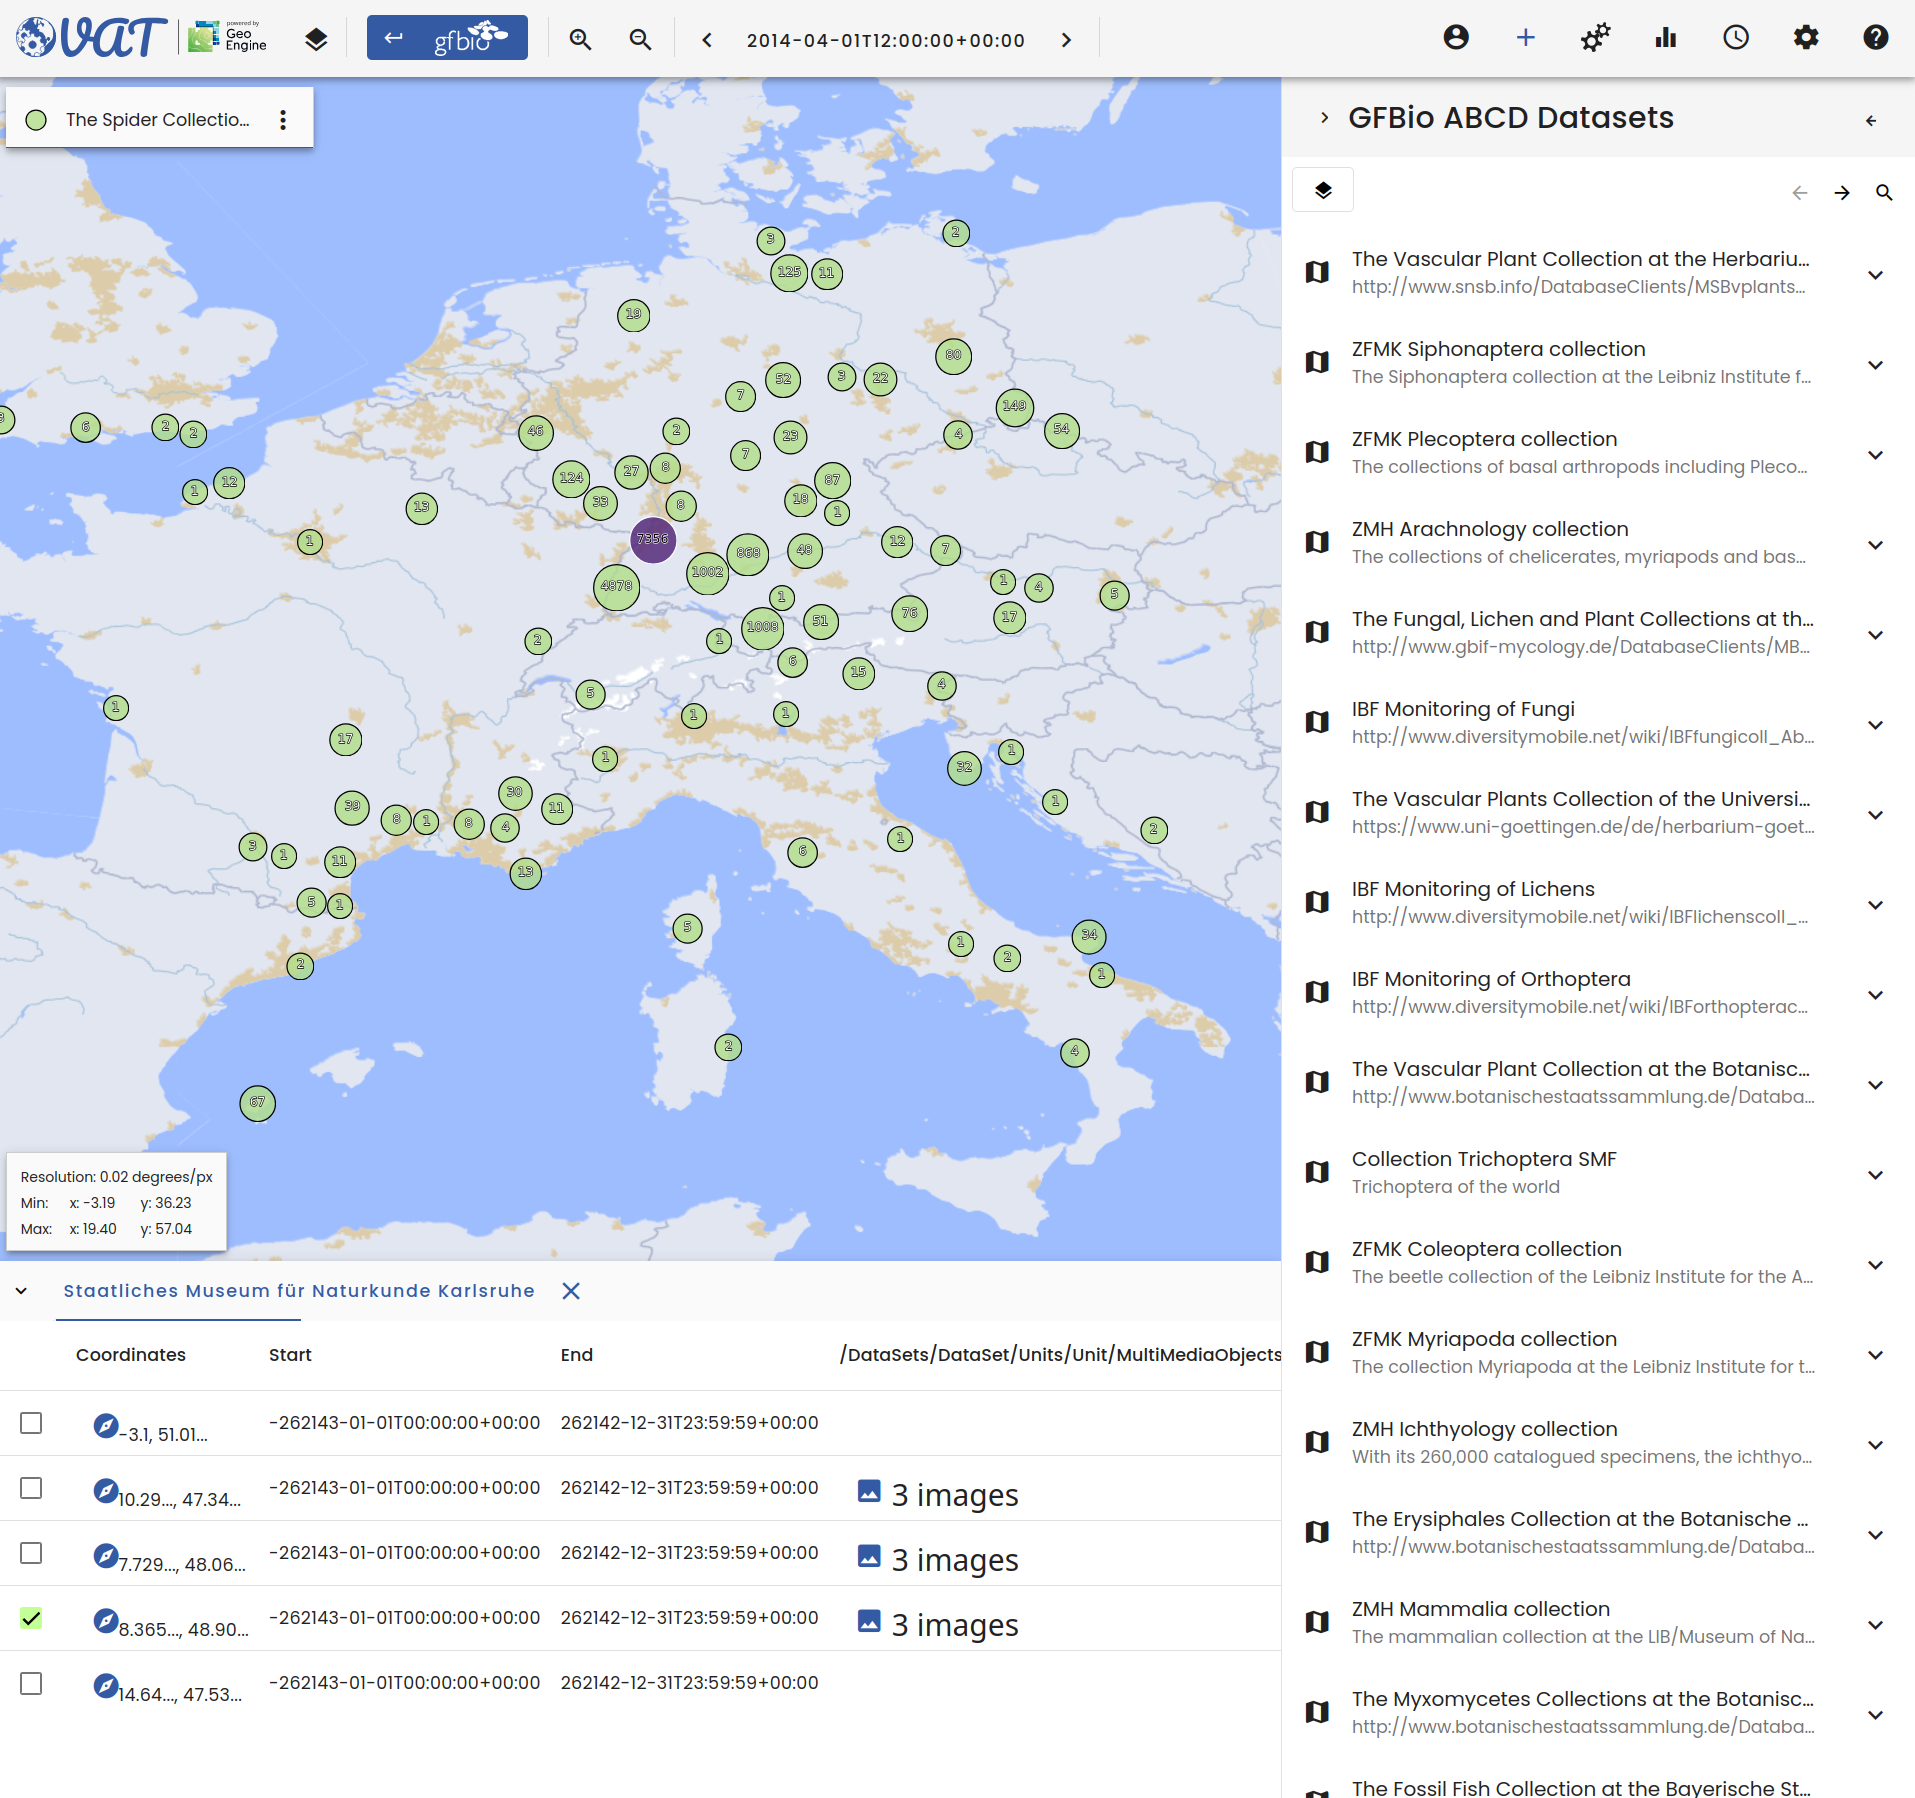 VAT
powered by
Geo
Engine
gfbio
2014-04-01T12:00:00+00:00
The Spider Collectio...
3
2
125
11
19
80
52
3
22
7
149
6
2
2
46
2
23
4
54
7
124
27
8
87
1
12
13
33
8
18
1
1
7356
868
48
12
7
4878
1002
1
1
4
5
1008
51
76
17
2
1
6
15
4
5
1
1
1
17
1
32
1
30
11
39
8
1
8
4
1
2
3
1
11
6
1
13
5
1
5
34
2
1
2
1
2
4
67
Resolution: 0.02 degrees/px
Min: x: -3.19 y: 36.23
Max: x: 19.40 y: 57.04
Staatliches Museum für Naturkunde Karlsruhe
Coordinates Start End /DataSets/DataSet/Units/Unit/MultiMediaObjects
-3.1, 51.01... -262143-01-01T00:00:00+00:00 262142-12-31T23:59:59+00:00
10.29..., 47.34... -262143-01-01T00:00:00+00:00 262142-12-31T23:59:59+00:00 3 images
7.729..., 48.06... -262143-01-01T00:00:00+00:00 262142-12-31T23:59:59+00:00 3 images
8.365..., 48.90... -262143-01-01T00:00:00+00:00 262142-12-31T23:59:59+00:00 3 images
14.64..., 47.53... -262143-01-01T00:00:00+00:00 262142-12-31T23:59:59+00:00
GFBio ABCD Datasets
The Vascular Plant Collection at the Herbariu...
http://www.snsb.info/DatabaseClients/MSBvplants...
ZFMK Siphonaptera collection
The Siphonaptera collection at the Leibniz Institute f...
ZFMK Plecoptera collection
The collections of basal arthropods including Pleco...
ZMH Arachnology collection
The collections of chelicerates, myriapods and bas...
The Fungal, Lichen and Plant Collections at th...
http://www.gbif-mycology.de/DatabaseClients/MB...
IBF Monitoring of Fungi
http://www.diversitymobile.net/wiki/IBFfungicoll_Ab...
The Vascular Plants Collection of the Universi...
https://www.uni-goettingen.de/de/herbarium-goet...
IBF Monitoring of Lichens
http://www.diversitymobile.net/wiki/IBFlichenscoll_...
IBF Monitoring of Orthoptera
http://www.diversitymobile.net/wiki/IBForthopterac...
The Vascular Plant Collection at the Botanisc...
http://www.botanischestaatssammlung.de/Databa...
Collection Trichoptera SMF
Trichoptera of the world
ZFMK Coleoptera collection
The beetle collection of the Leibniz Institute for the A...
ZFMK Myriapoda collection
The collection Myriapoda at the Leibniz Institute for t...
ZMH Ichthyology collection
With its 260,000 catalogued specimens, the ichthyo...
The Erysiphales Collection at the Botanische ...
http://www.botanischestaatssammlung.de/Databa...
ZMH Mammalia collection
The mammalian collection at the LIB/Museum of Na...
The Myxomycetes Collections at the Botanisc...
http://www.botanischestaatssammlung.de/Databa...
The Fossil Fish Collection at the Bayerische St...